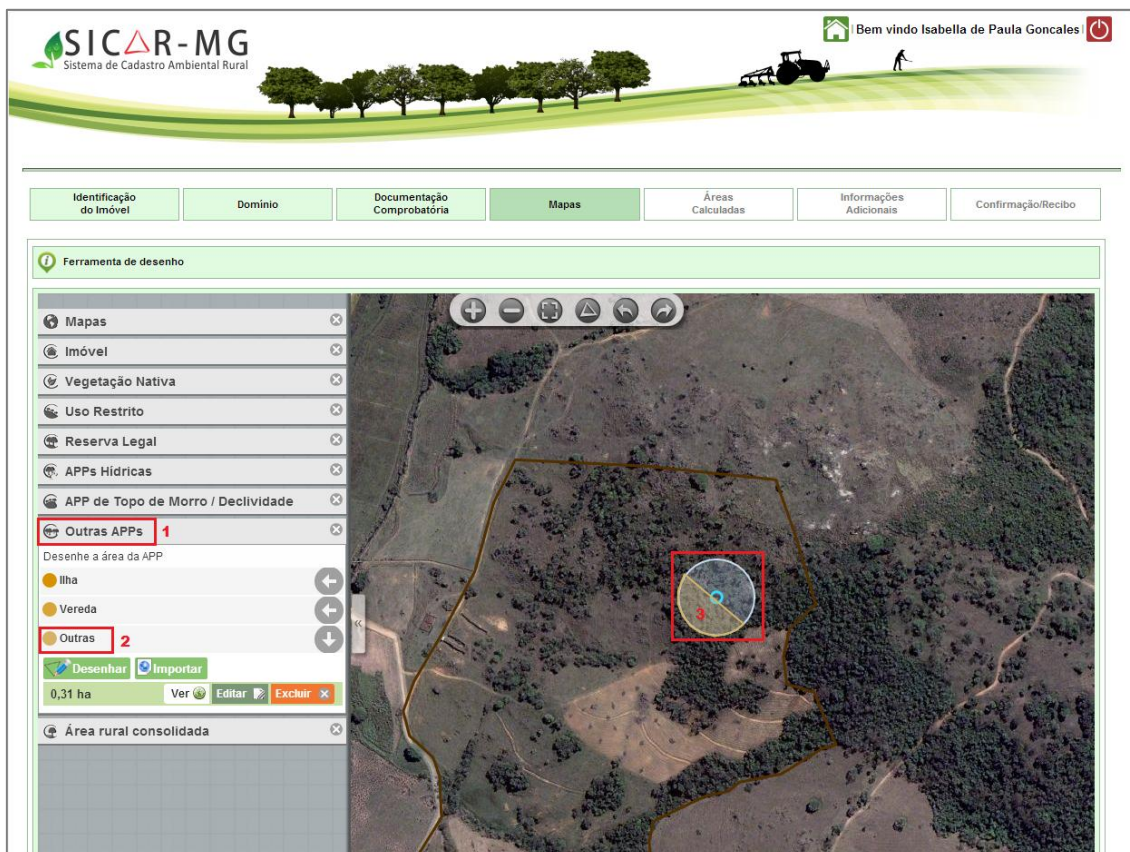 SICAR-MG
Sistema de Cadastro Ambiental Rural
Bem vindo Isabella de Paula Goncales
Identificação
do Imóvel
Domínio
Documentação
Comprobatória
Mapas
Áreas
Calculadas
Informações
Adicionais
Confirmação/Recibo
Ferramenta de desenho
Mapas
Imóvel
Vegetação Nativa
Uso Restrito
Reserva Legal
APPs Hídricas
APP de Topo de Morro / Declividade
Outras APPs 1
Desenhe a área da APP
Ilha
Vereda
Outras 2
Desenhar Importar
0,31 ha Ver Editar Excluir
Área rural consolidada
3